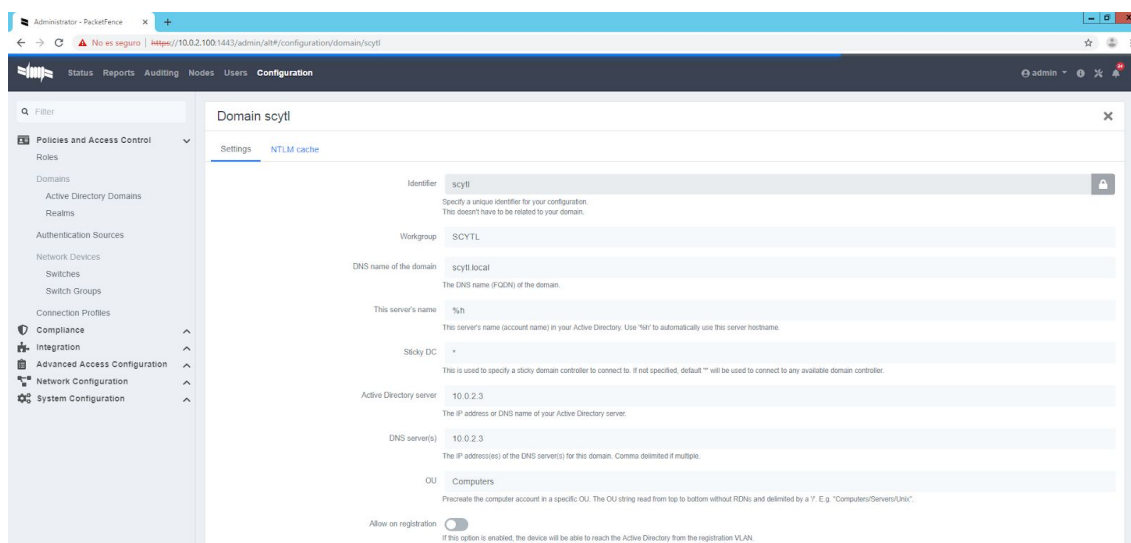 Administrator - PacketFence
No es seguro | https://10.0.2.100:1443/admin/alt#/configuration/domain/scytl
Status Reports Auditing Nodes Users Configuration
admin
Filter
Policies and Access Control
Roles
Domains
Active Directory Domains
Realms
Authentication Sources
Network Devices
Switches
Switch Groups
Connection Profiles
Compliance
Integration
Advanced Access Configuration
Network Configuration
System Configuration
Domain scytl
Settings NTLM cache
Identifier scytl
Specify a unique identifier for your configuration.
This doesn't have to be related to your domain.
Workgroup SCYTL
DNS name of the domain scytl.local
The DNS name (FQDN) of the domain.
This server's name %h
This server's name (account name) in your Active Directory. Use '%h' to automatically use this server hostname.
Sticky DC *
This is used to specify a sticky domain controller to connect to. If not specified, default '*' will be used to connect to any available domain controller.
Active Directory server 10.0.2.3
The IP address or DNS name of your Active Directory server.
DNS server(s) 10.0.2.3
The IP address(es) of the DNS server(s) for this domain. Comma delimited if multiple.
OU Computers
Precreate the computer account in a specific OU. The OU string read from top to bottom without RDNs and delimited by a '/'. E.g. "Computers/Servers/Unix".
Allow on registration
If this option is enabled, the device will be able to reach the Active Directory from the registration VLAN.